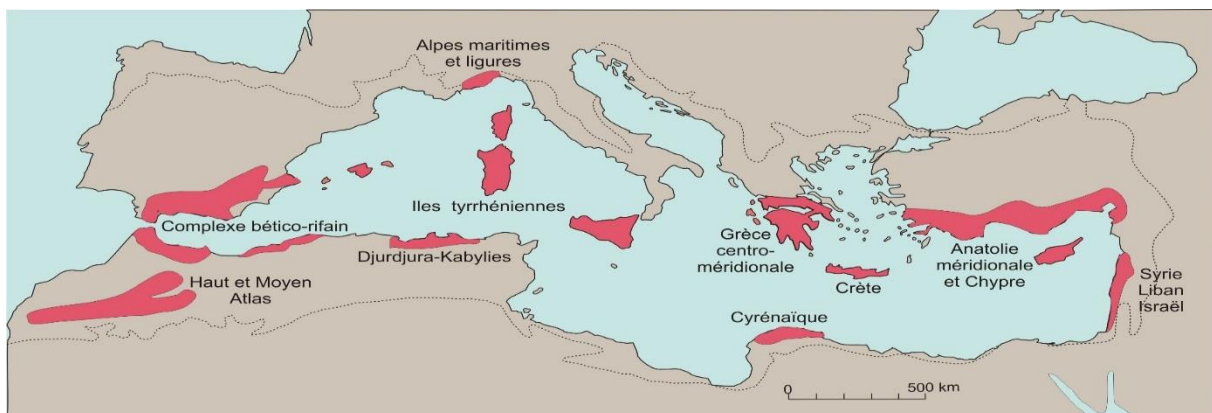 Alpes maritimes
et ligures
Iles tyrrhéniennes
Complexe bético-rifain
Djurdjura-Kabylies
Haut et Moyen
Atlas
Grèce
centro-
méridionale
Crète
Anatolie
méridionale
et Chypre
Syrie
Liban
Israël
Cyrénaïque
0 500 km